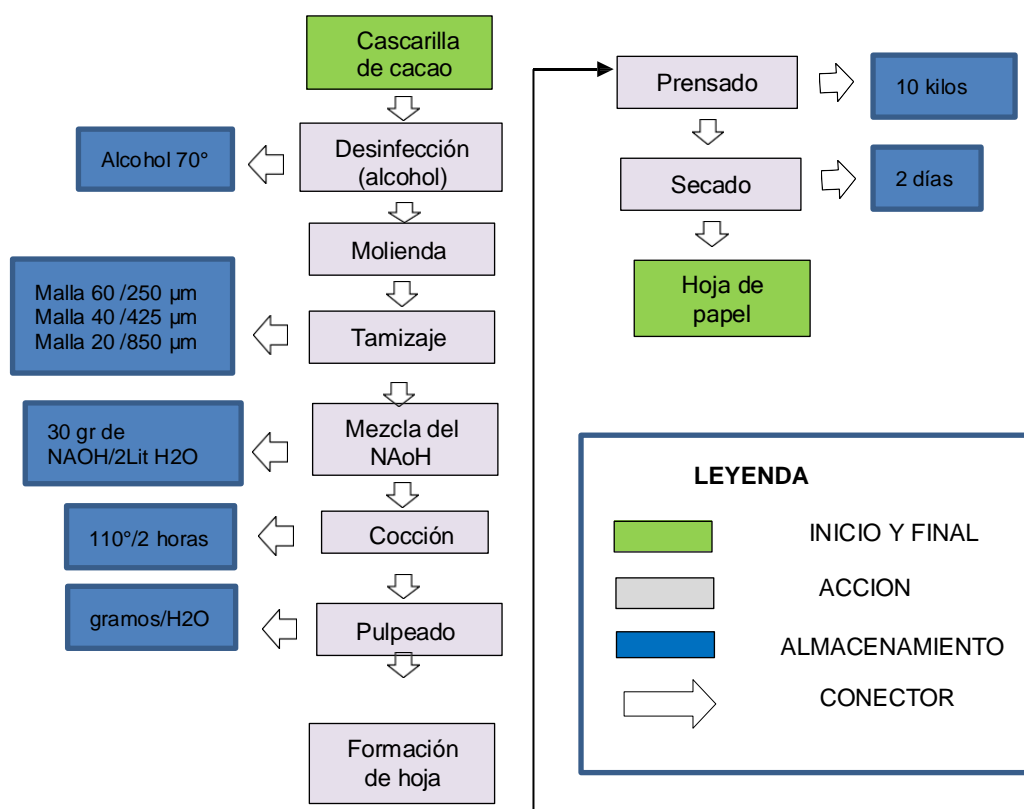 Cascarilla
de cacao
Alcohol 70°
Desinfección
(alcohol)
Molienda
Malla 60 /250 µm
Malla 40 /425 µm
Malla 20 /850 µm
Tamizaje
30 gr de
NAOH/2Lit H2O
Mezcla del
NAoH
110°/2 horas
Cocción
gramos/H2O
Pulpeado
Formación
de hoja
Prensado
10 kilos
Secado
2 días
Hoja de
papel
LEYENDA
INICIO Y FINAL
ACCION
ALMACENAMIENTO
CONECTOR